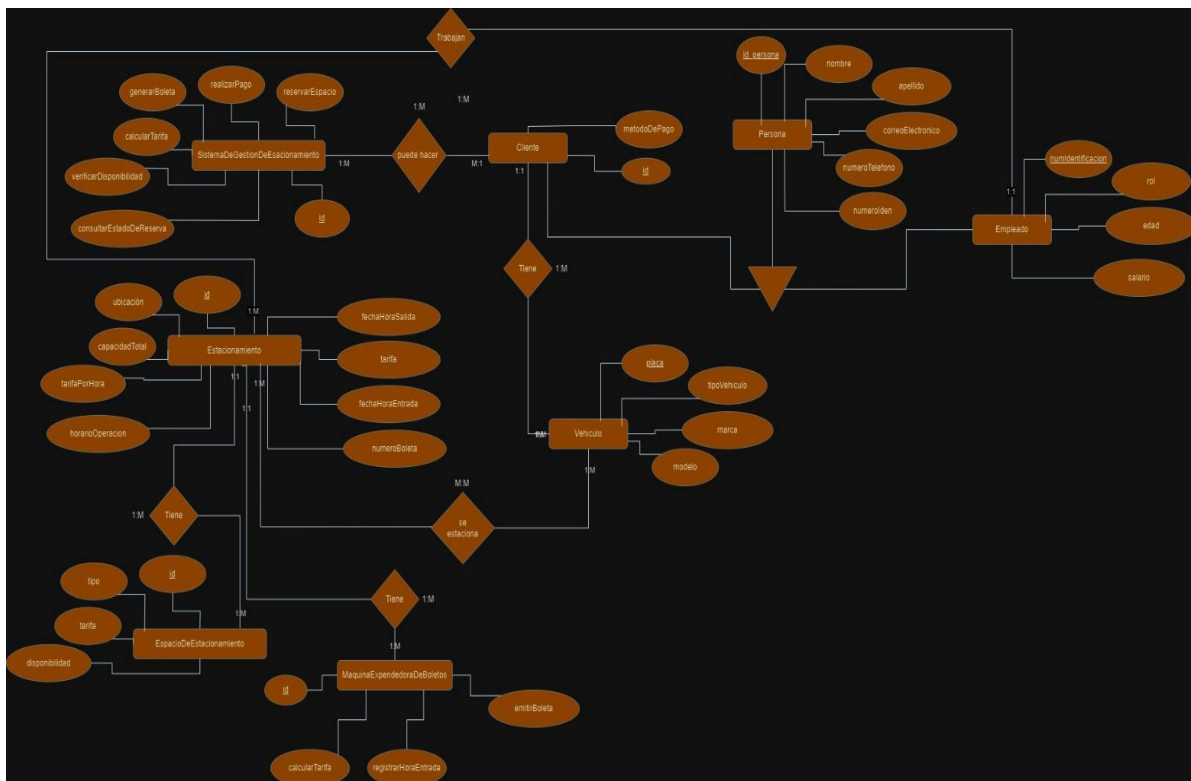 Trabajan
id_persona
nombre
generarBoleta
realizarPago
reservarEspacio
apellido
1:M
1:M
metodoDePago
Persona
correoElectronico
calcularTarifa
SistemaDeGestionDeEsacionamiento
1:M
puede hacer
M:1
Cliente
1:1
id
numeroTelefono
numIdentificacion
verificarDisponibilidad
rol
1:1
consultarEstadoDeReserva
id
numeroiden
Empleado
edad
Tiene
1:M
salario
ubicación
id
1:M
fechaHoraSalida
capacidadTotal
Estacionamiento
tarifa
placa
tarifaPorHora
1:1
1:M
1:1
tipoVehiculo
fechaHoraEntrada
horarioOperacion
numeroBoleta
Vehiculo
marca
1:M
modelo
M:M
1:M
Tiene
se
estaciona
tipo
id
Tiene
1:M
tarifa
1:M
EspacioDeEstacionamiento
1:M
disponibilidad
id
MaquinaExpendedoraDeBoletos
emitirBoleta
calcularTarifa
registrarHoraEntrada